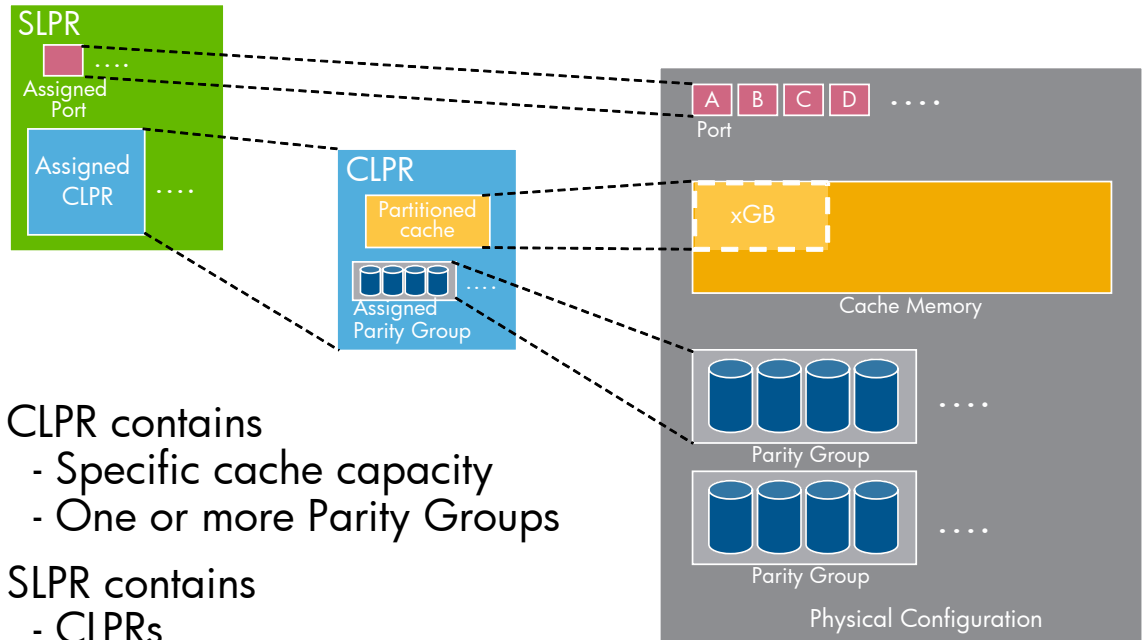 SLPR
....
Assigned
Port
Assigned
CLPR
....
CLPR
Partitioned
cache
....
Assigned
Parity Group
A B C D ....
Port
xGB
Cache Memory
....
Parity Group
....
Parity Group
Physical Configuration
CLPR contains
- Specific cache capacity
- One or more Parity Groups
SLPR contains
- CLPRs